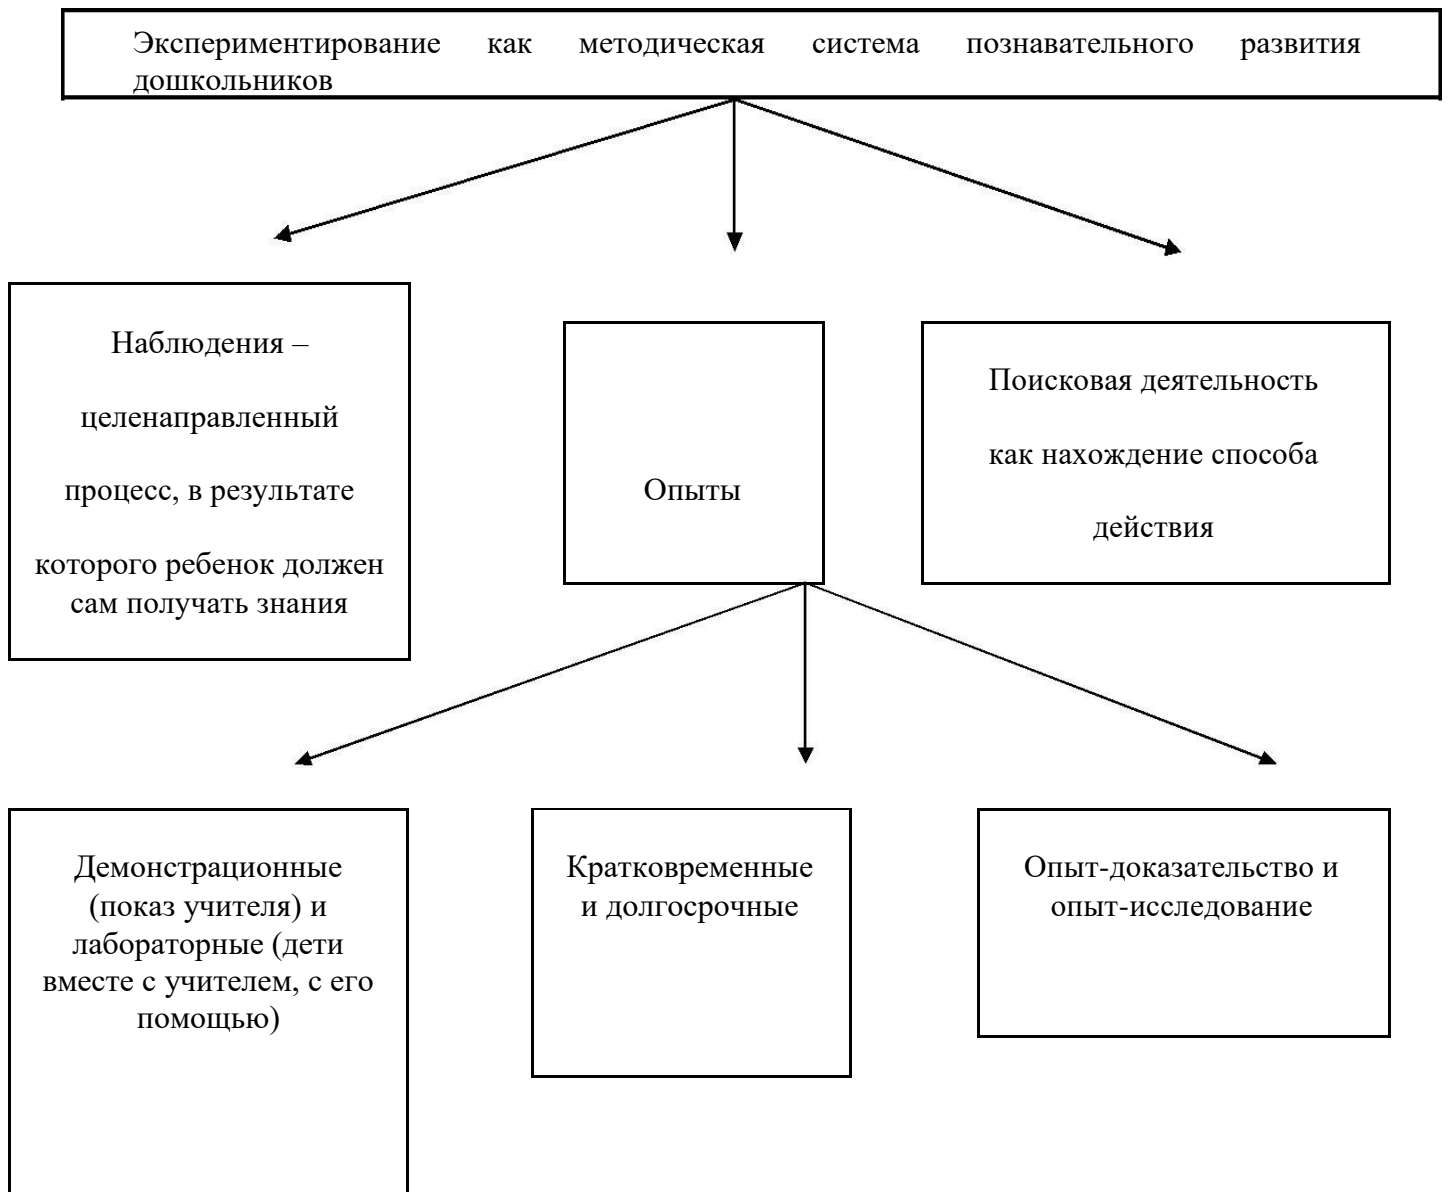 Экспериментирование как методическая система познавательного развития
дошкольников
Наблюдения –
целенаправленный
процесс, в результате
которого ребенок должен
сам получать знания
Опыты
Поисковая деятельность
как нахождение способа
действия
Демонстрационные
(показ учителя) и
лабораторные (дети
вместе с учителем, с его
помощью)
Кратковременные
и долгосрочные
Опыт-доказательство и
опыт-исследование